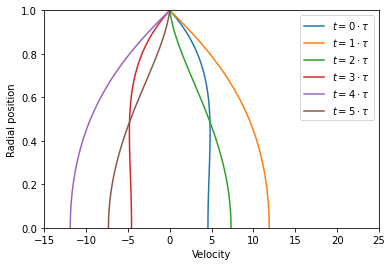 1.0
0.8
0.6
0.4
0.2
0.0
Radial position
−15 −10 −5 0 5 10 15 20 25
Velocity
t = 0 · τ
t = 1 · τ
t = 2 · τ
t = 3 · τ
t = 4 · τ
t = 5 · τ